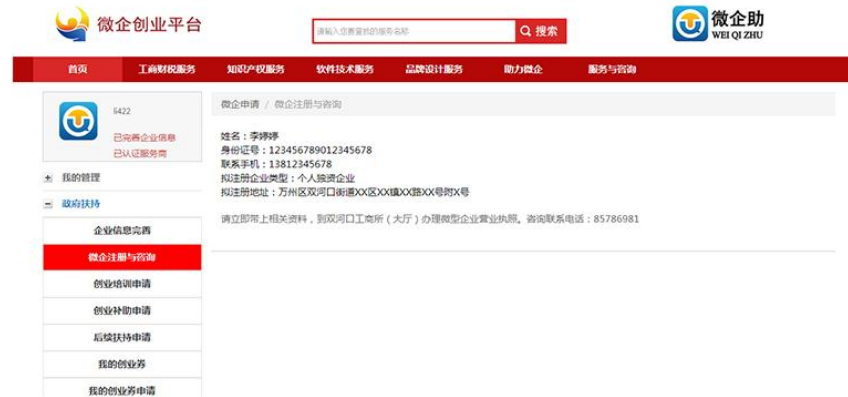 微企创业平台
请输入您要查找的服务名称
搜索
微企助
WEI QI ZHU
首页 工商财税服务 知识产权服务 软件技术服务 品牌设计服务 助力微企 服务与咨询
li422
已完善企业信息
已认证服务商
我的管理
政府扶持
企业信息完善
微企注册与咨询
创业培训申请
创业补助申请
后续扶持申请
我的创业券
我的创业券申请
微企申请 / 微企注册与咨询
姓名：李婷婷
身份证号：123456789012345678
联系手机：13812345678
拟注册企业类型：个人独资企业
拟注册地址：万州区双河口街道XX区XX镇XX路XX号附X号
请立即带上相关资料，到双河口工商所（大厅）办理微型企业营业执照。咨询联系电话：85786981